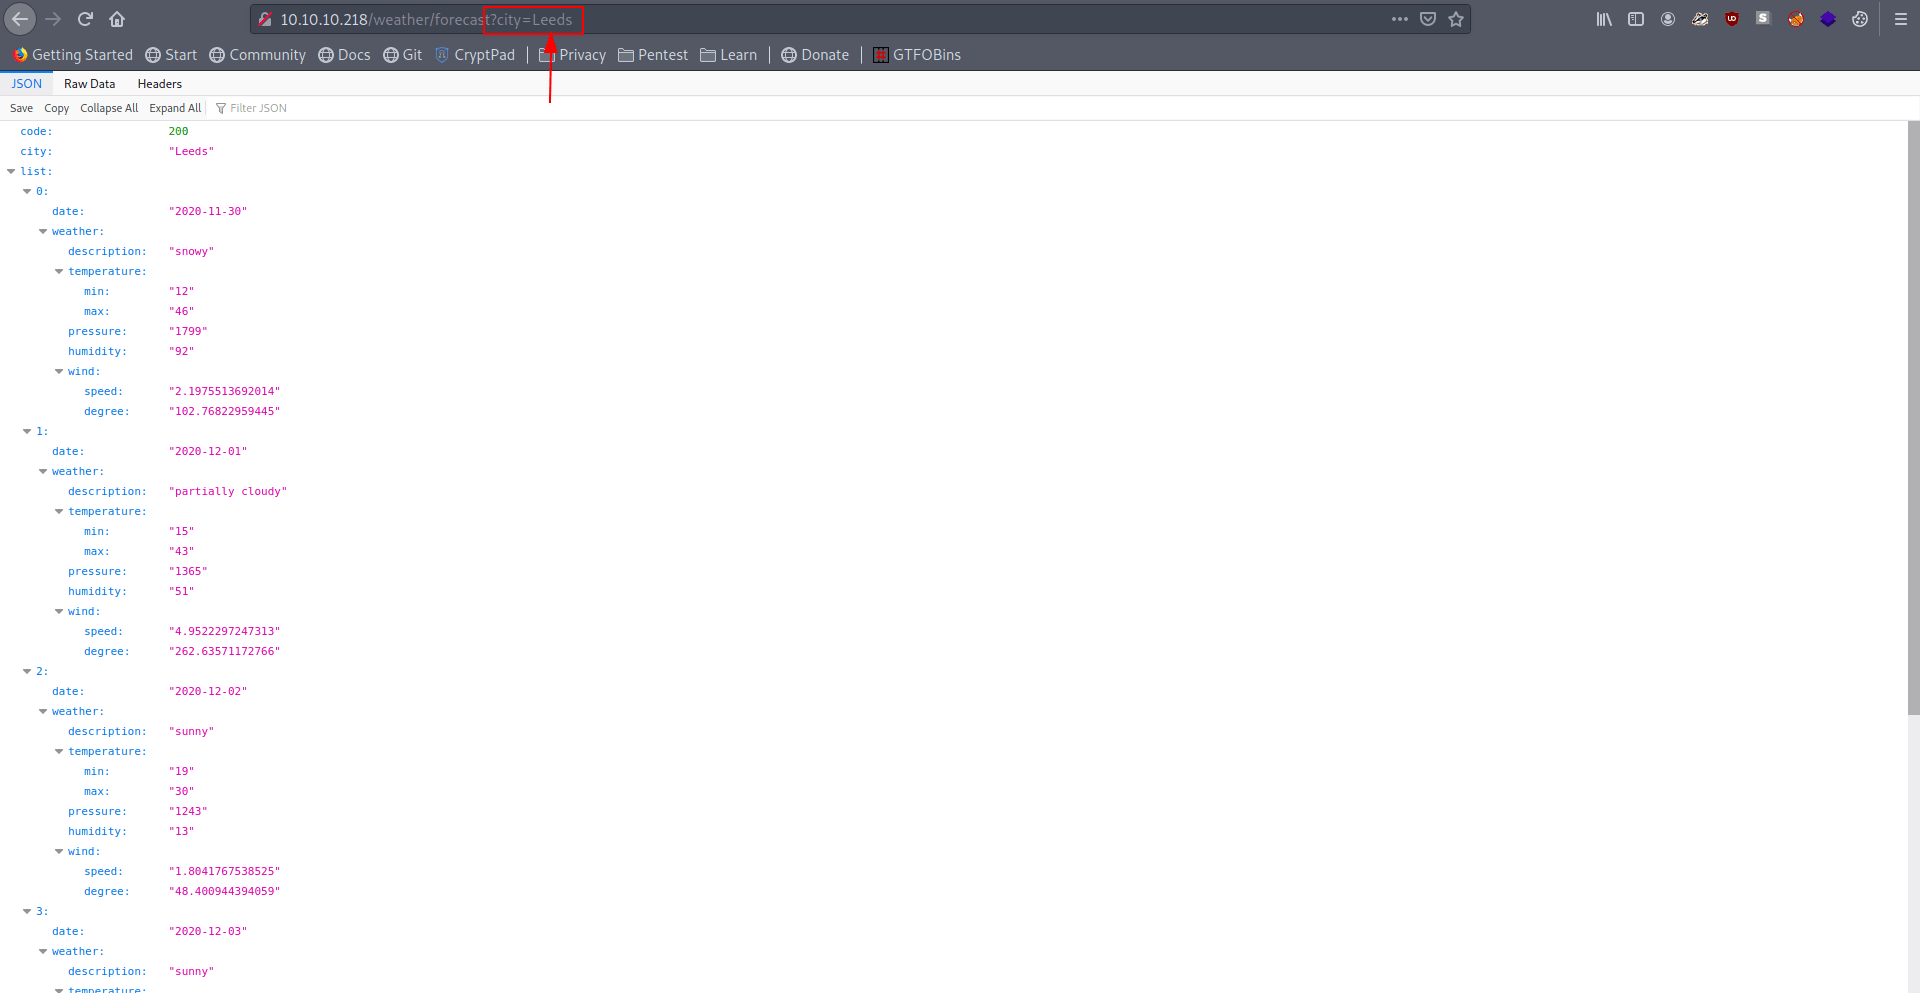 10.10.10.218/weather/forecast?city=Leeds
Getting Started Start Community Docs Git CryptPad Privacy Pentest Learn Donate GTFOBins
JSON Raw Data Headers
Save Copy Collapse All Expand All Filter JSON
code: 200
city: "Leeds"
list:
0:
date: "2020-11-30"
weather:
description: "snowy"
temperature:
min: "12"
max: "46"
pressure: "1799"
humidity: "92"
wind:
speed: "2.1975513692014"
degree: "102.76822959445"
1:
date: "2020-12-01"
weather:
description: "partially cloudy"
temperature:
min: "15"
max: "43"
pressure: "1365"
humidity: "51"
wind:
speed: "4.9522297247313"
degree: "262.63571172766"
2:
date: "2020-12-02"
weather:
description: "sunny"
temperature:
min: "19"
max: "30"
pressure: "1243"
humidity: "13"
wind:
speed: "1.8041767538525"
degree: "48.400944394059"
3:
date: "2020-12-03"
weather:
description: "sunny"
temperature: